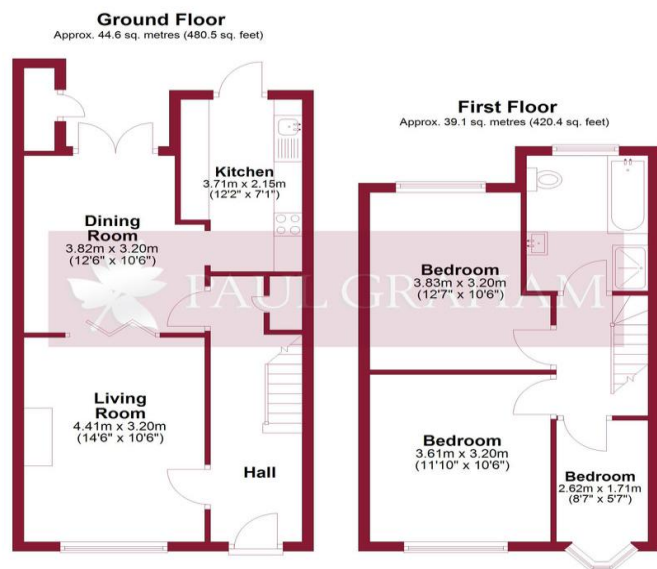 Ground Floor
Approx. 44.6 sq. metres (480.5 sq. feet)
Kitchen
3.71m x 2.15m
(12'2" x 7'1")
Dining
Room
3.82m x 3.20m
(12'6" x 10'6")
Living
Room
4.41m x 3.20m
(14'6" x 10'6")
Hall
First Floor
Approx. 39.1 sq. metres (420.4 sq. feet)
Bedroom
3.83m x 3.20m
(12'7" x 10'6")
Bedroom
3.61m x 3.20m
(11'10" x 10'6")
Bedroom
2.62m x 1.71m
(8'7" x 5'7")
PAUL GRAHAM